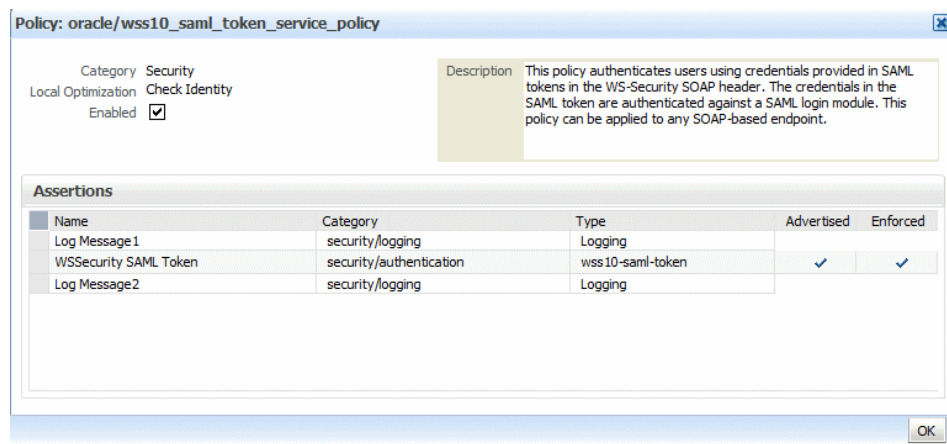 Policy: oracle/wss10_saml_token_service_policy
Category Security
Local Optimization Check Identity
Enabled
Description This policy authenticates users using credentials provided in SAML
tokens in the WS-Security SOAP header. The credentials in the
SAML token are authenticated against a SAML login module. This
policy can be applied to any SOAP-based endpoint.
Assertions
Name Category Type Advertised Enforced
Log Message1 security/logging Logging
WSSecurity SAML Token security/authentication wss10-saml-token
Log Message2 security/logging Logging
OK